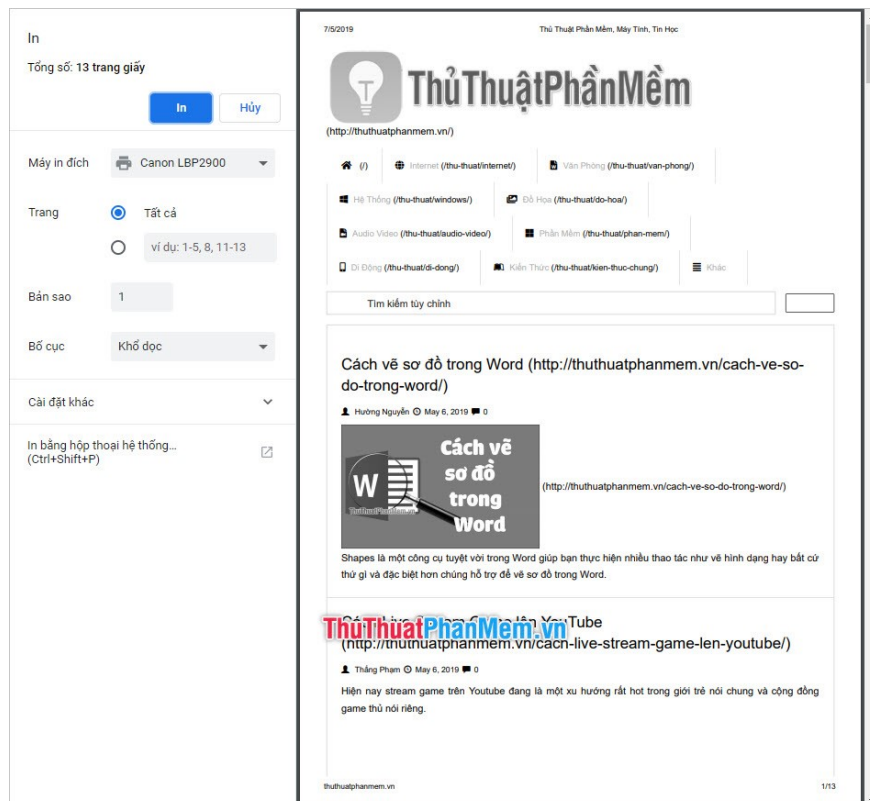 In
Tổng số: 13 trang giấy
In
Hủy
Máy in đích
Canon LBP2900
Trang
Tất cả
ví dụ: 1-5, 8, 11-13
Bản sao
1
Bố cục
Khổ dọc
Cài đặt khác
In bằng hộp thoại hệ thống...
(Ctrl+Shift+P)
7/5/2019
Thủ Thuật Phần Mềm, Máy Tính, Tin Học
T
ThủThuậtPhầnMềm
(http://thuthuatphanmem.vn/)
(/)
Internet (/thu-thuat/internet/)
Văn Phòng (/thu-thuat/van-phong/)
Hệ Thống (/thu-thuat/windows/)
Đồ Họa (/thu-thuat/do-hoa/)
Audio Video (/thu-thuat/audio-video/)
Phần Mềm (/thu-thuat/phan-mem/)
Di Động (/thu-thuat/di-dong/)
Kiến Thức (/thu-thuat/kien-thuc-chung/)
Khác
Tìm kiếm tùy chỉnh
Cách vẽ sơ đồ trong Word (http://thuthuatphanmem.vn/cach-ve-so-
do-trong-word/)
Hường Nguyễn May 6, 2019 0
Cách vẽ
sơ đồ
trong
Word
W
ThuThuatPhanMem.vn
(http://thuthuatphanmem.vn/cach-ve-so-do-trong-word/)
Shapes là một công cụ tuyệt vời trong Word giúp bạn thực hiện nhiều thao tác như vẽ hình dạng hay bất cứ
thứ gì và đặc biệt hơn chúng hỗ trợ để vẽ sơ đồ trong Word.
YouTube
ThuThuatPhanMem.vn
(http://thuthuatphanmem.vn/cach-live-stream-game-len-youtube/)
Thắng Phạm May 6, 2019 0
Hiện nay stream game trên Youtube đang là một xu hướng rất hot trong giới trẻ nói chung và cộng đồng
game thủ nói riêng.
thuthuatphanmem.vn
1/13